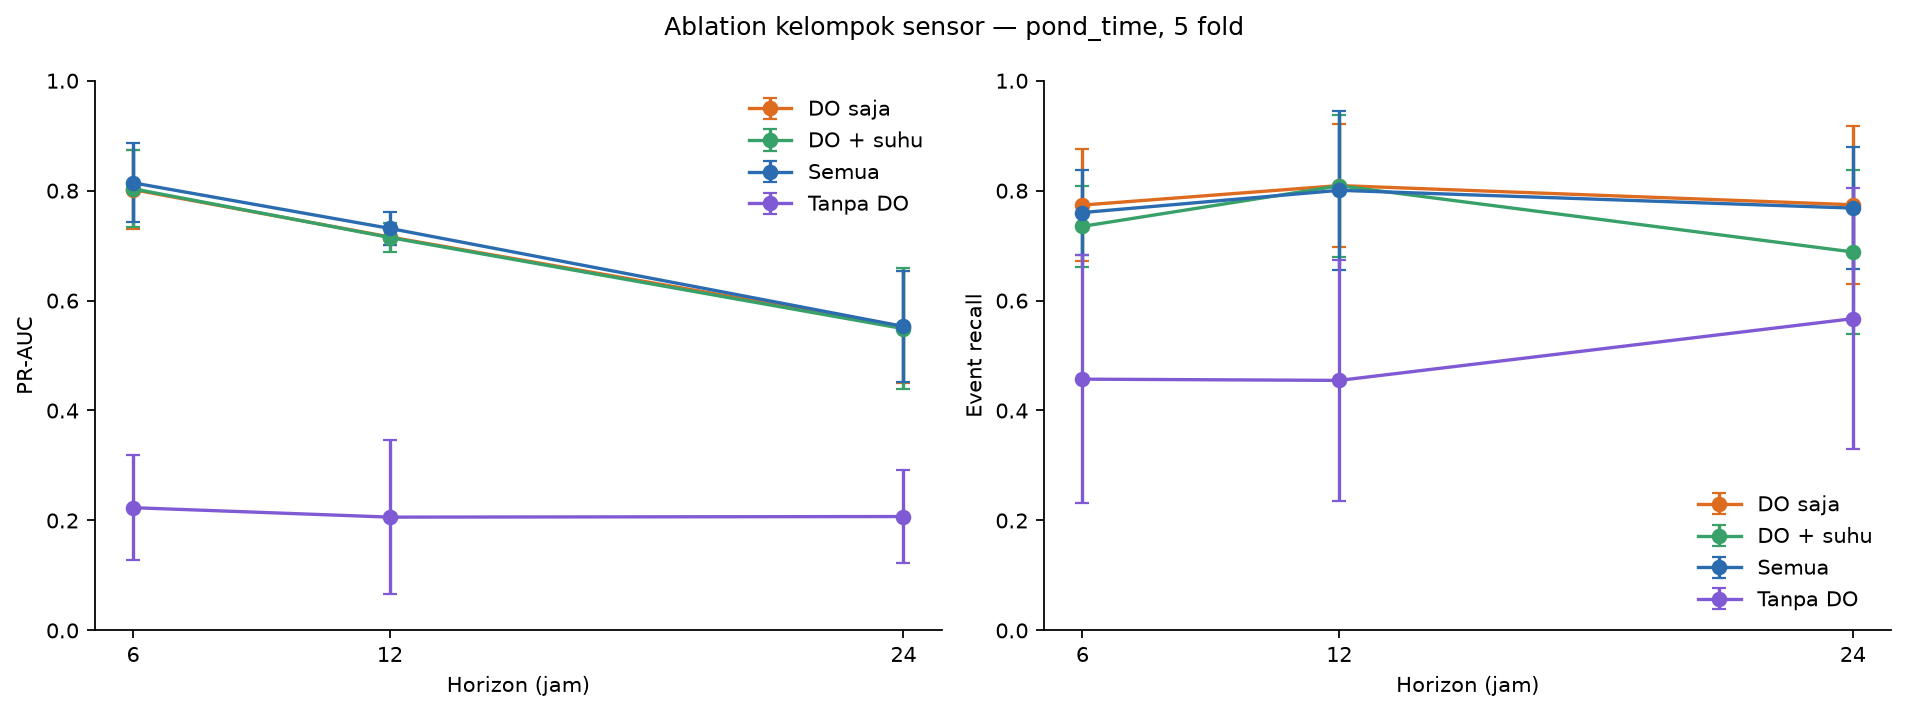 Ablation kelompok sensor — pond_time, 5 fold
1.0
0.8
0.6
0.4
0.2
0.0
PR-AUC
6
12
24
Horizon (jam)
DO saja
DO + suhu
Semua
Tanpa DO
1.0
0.8
0.6
0.4
0.2
0.0
Event recall
6
12
24
Horizon (jam)
DO saja
DO + suhu
Semua
Tanpa DO